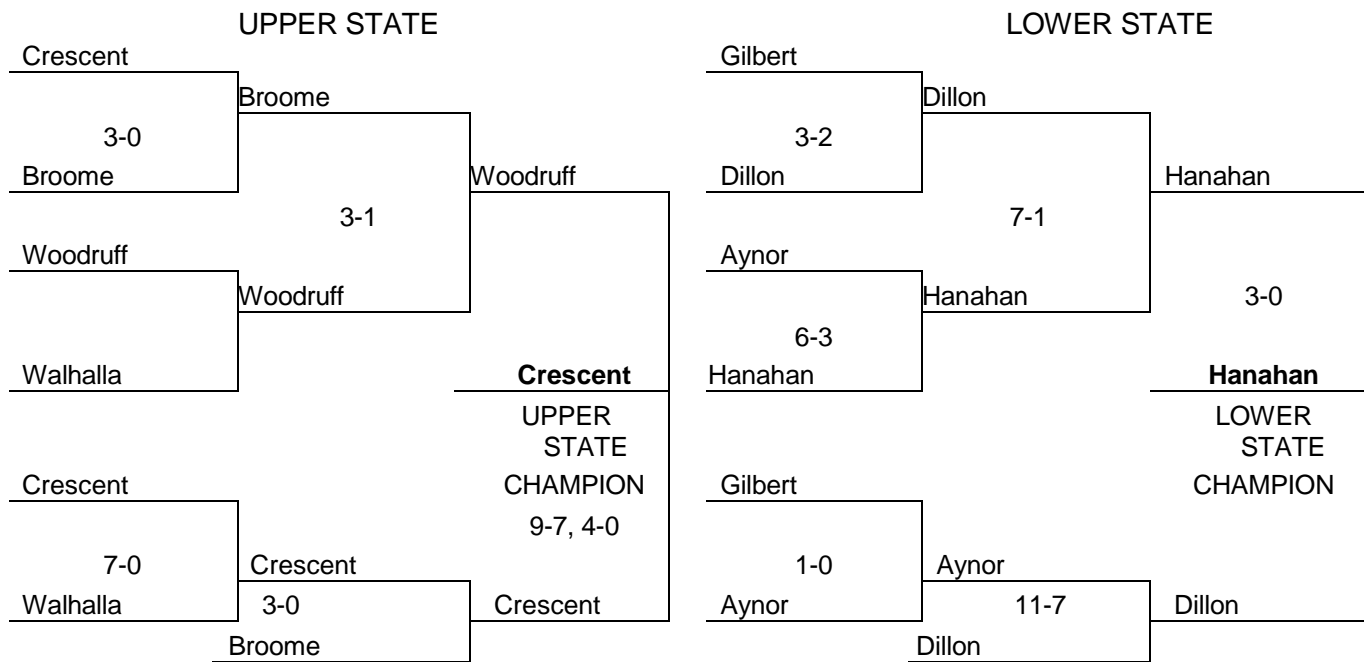 UPPER STATE
LOWER STATE
Crescent
Gilbert
Broome
Dillon
3-0
3-2
Broome
Woodruff
Dillon
Hanahan
3-1
7-1
Woodruff
Aynor
Woodruff
Hanahan
3-0
6-3
Walhalla
Crescent
Hanahan
Hanahan
UPPER
STATE
LOWER
STATE
Crescent
CHAMPION
Gilbert
CHAMPION
9-7, 4-0
7-0
Crescent
1-0
Aynor
Walhalla
3-0
Crescent
Aynor
11-7
Dillon
Broome
Dillon